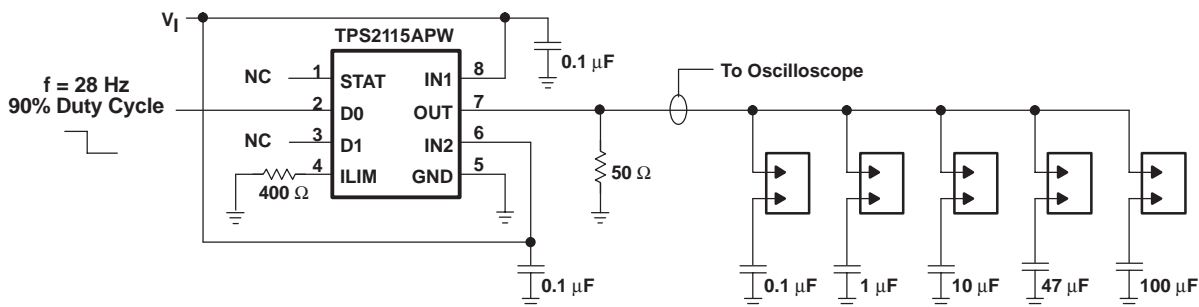 VI
TPS2115APW
0.1 µF
f = 28 Hz
90% Duty Cycle
NC
1
STAT
IN1
8
2
D0
OUT
7
To Oscilloscope
NC
3
D1
IN2
6
400 Ω
4
ILIM
GND
5
50 Ω
0.1 µF
0.1 µF
1 µF
10 µF
47 µF
100 µF